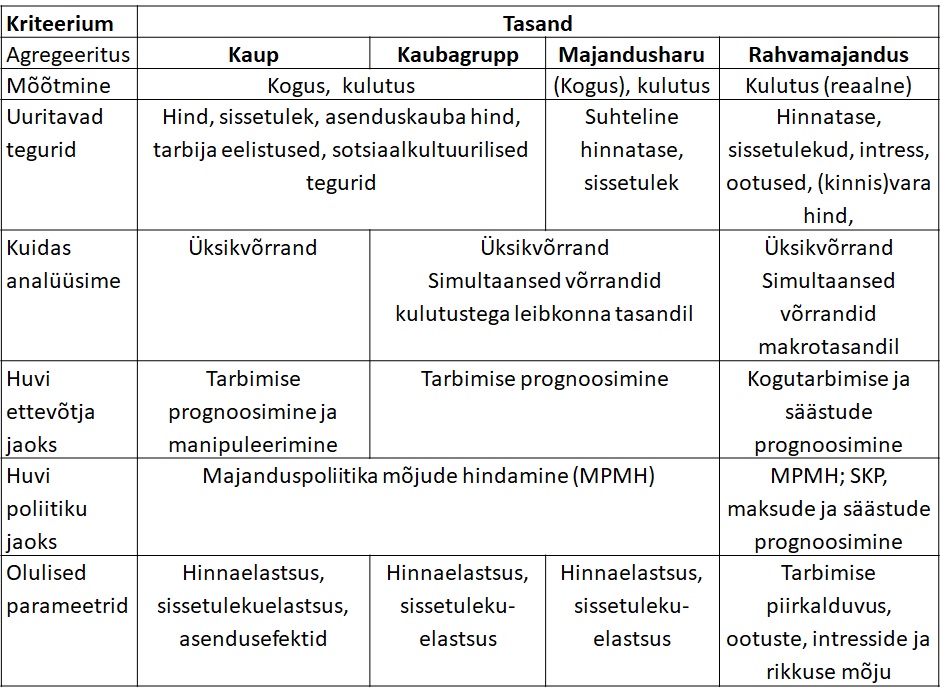 Kriteerium Tasand
Agregeeritus Kaup Kaubagrupp Majandusharu Rahvamajandus
Mõõtmine Kogus, kulutus (Kogus), kulutus Kulutus (reaalne)
Uuritavad tegurid
Hind, sissetulek, asenduskauba hind,
tarbija eelistused, sotsiaalkultuurilised
tegurid
Suhteline
hinnatase,
sissetulek
Hinnatase,
sissetulekud, intress,
ootused, (kinnis)vara
hind,
Kuidas
analüüsime
Üksikvõrrand
Üksikvõrrand
Simultaansed võrrandid
kulutustega leibkonna tasandil
Üksikvõrrand
Simultaansed
võrrandid
makrotasandil
Huvi
ettevõtja
jaoks
Tarbimise
prognoosimine ja
manipuleerimine
Tarbimise prognoosimine
Kogutarbimise ja
säästude
prognoosimine
Huvi
poliitiku
jaoks
Majanduspoliitika mõjude hindamine (MPMH)
MPMH; SKP,
maksude ja säästude
prognoosimine
Olulised
parameetrid
Hinnaelastsus,
sissetulekuelastsus,
asendusefektid
Hinnaelastsus,
sissetuleku-
elastsus
Hinnaelastsus,
sissetuleku-
elastsus
Tarbimise
piirkalduvus,
ootuste, intresside ja
rikkuse mõju